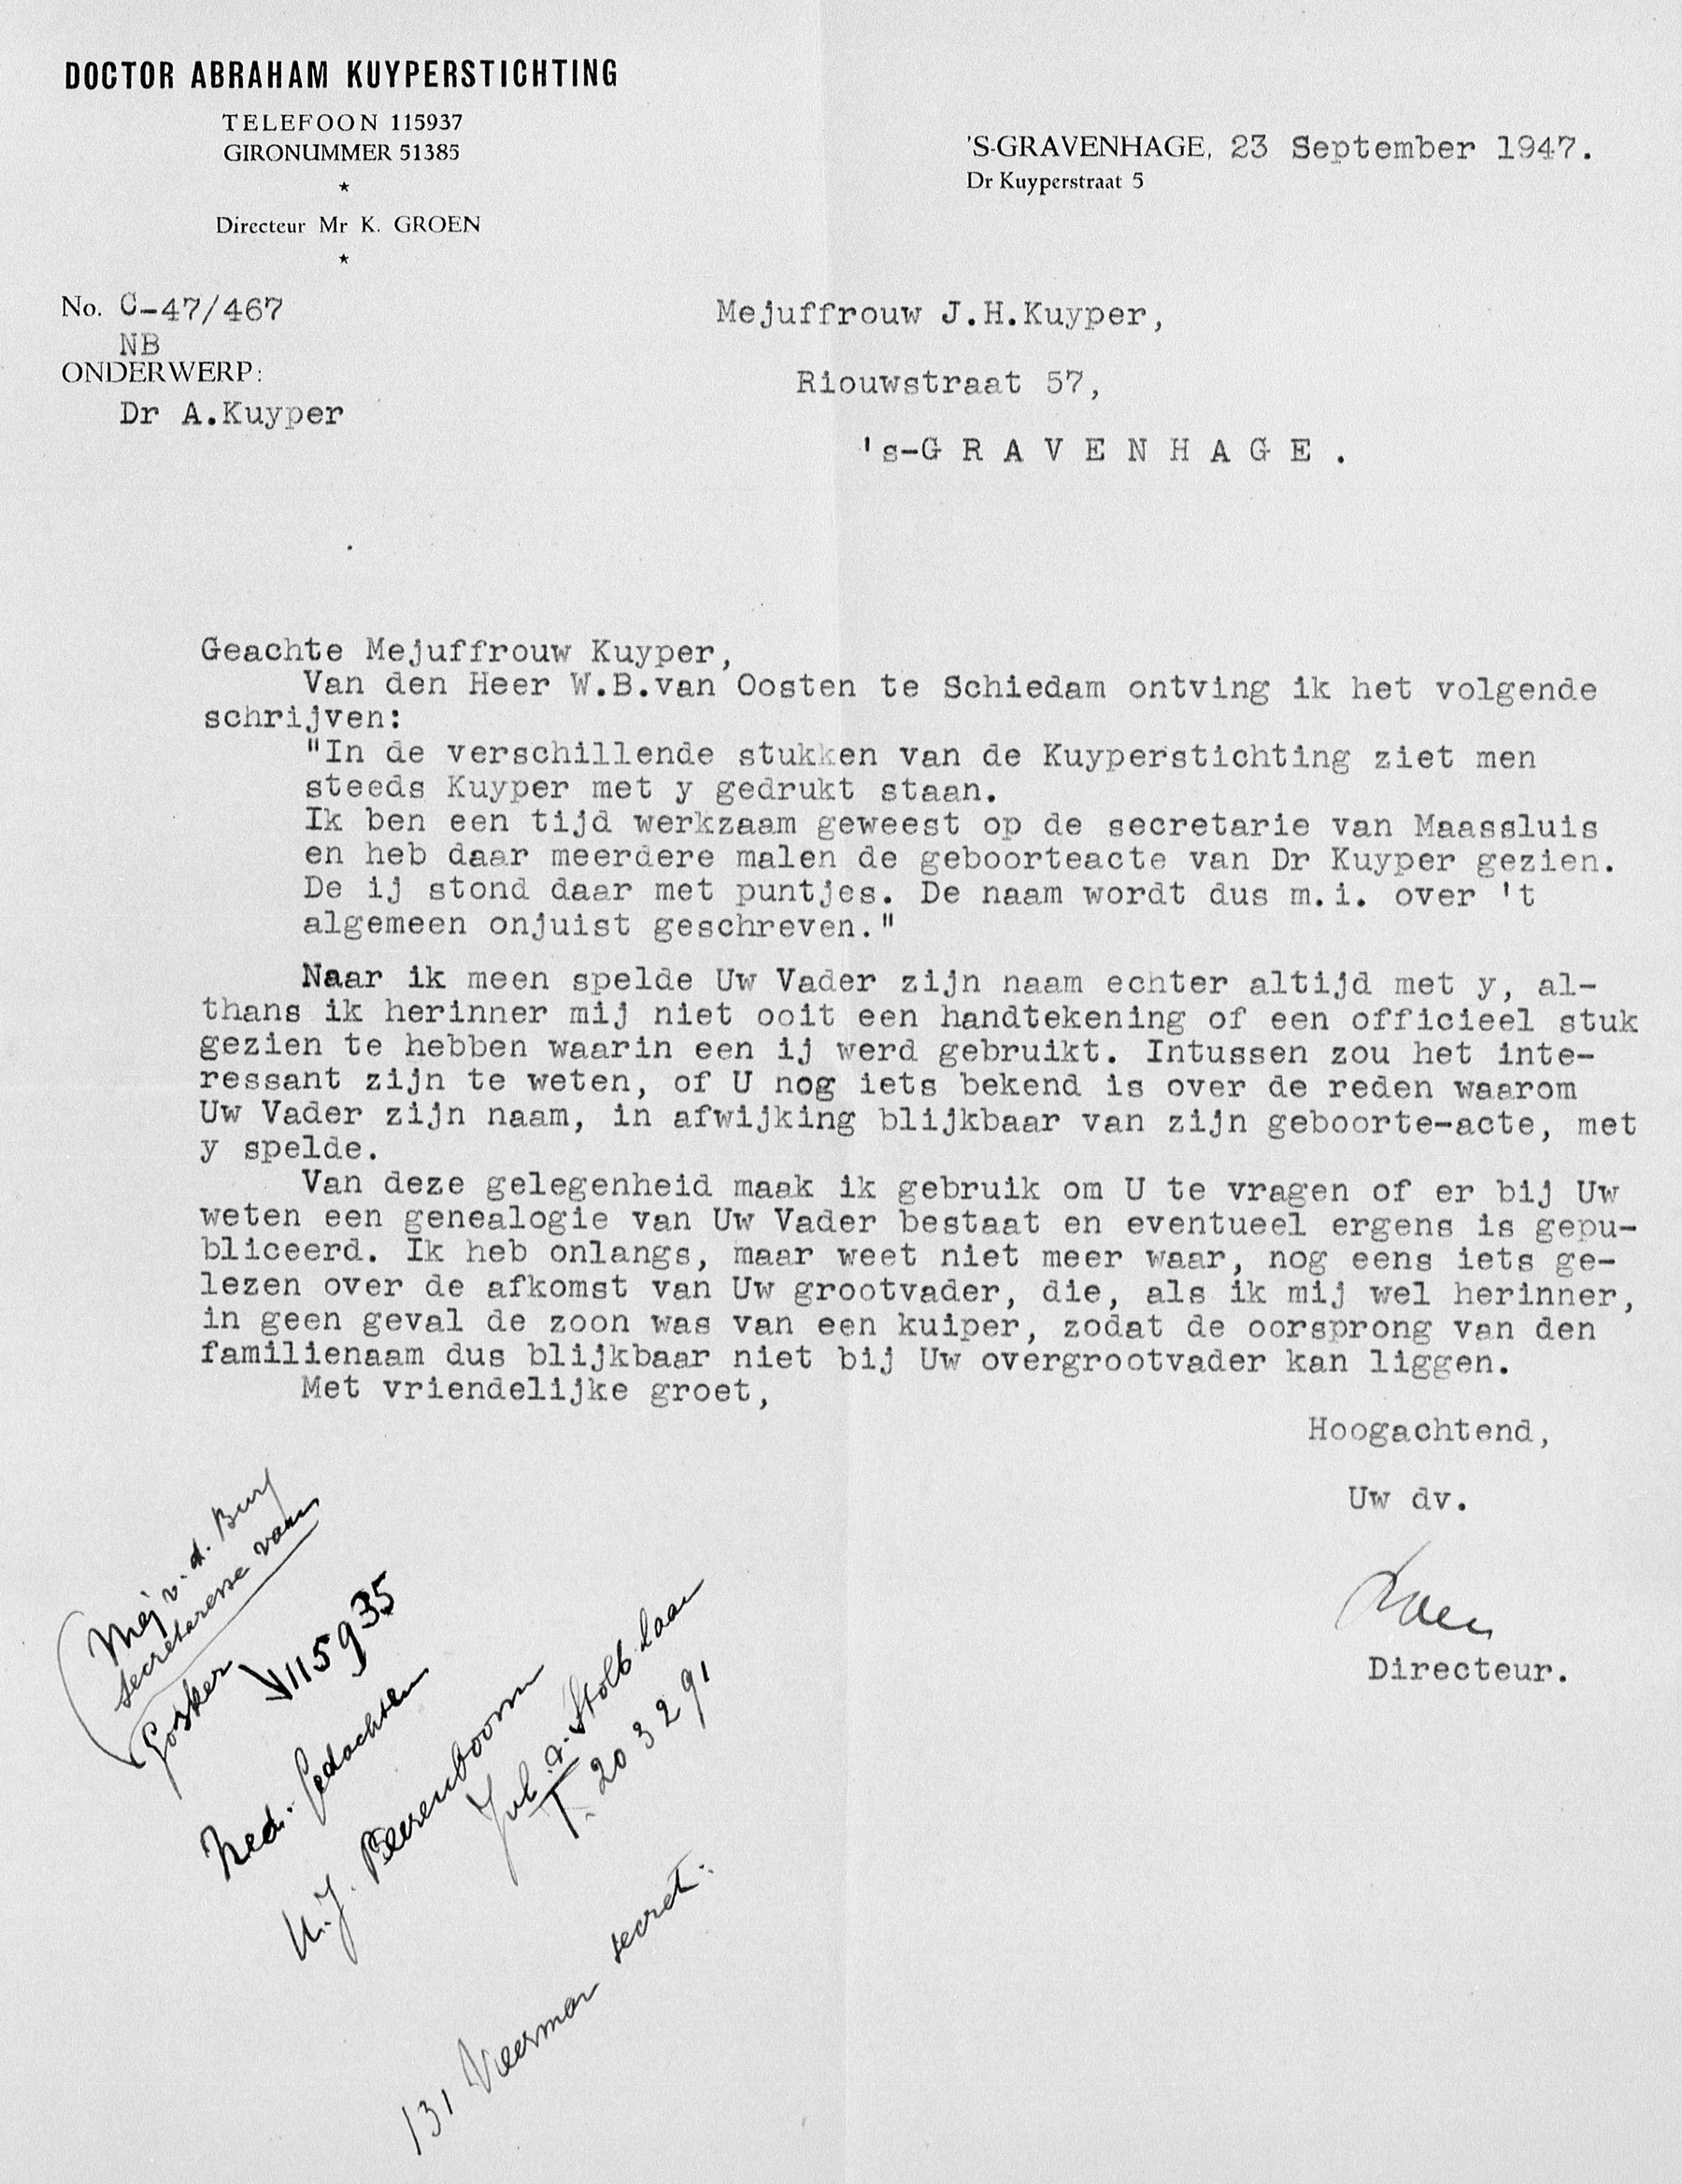 DOCTOR ABRAHAM KUYPERSTICHTING
TELEFOON 115937
GIRONUMMER 51385
Directeur Mr K. GROEN
'S-GRAVENHAGE, 23 September 1947.
Dr Kuyperstraat 5
No. C-47/467
NB
ONDERWERP:
Dr A.Kuyper
Mejuffrouw J.H.Kuyper,
Riouwstraat 57,
's-GRAVENHAGE.
Geachte Mejuffrouw Kuyper,
Van den Heer W.B.van Oosten te Schiedam ontving ik het volgende
schrijven:
"In de verschillende stukken van de Kuyperstichting ziet men
steeds Kuyper met y gedrukt staan.
Ik ben een tijd werkzaam geweest op de secretarie van Maassluis
en heb daar meerdere malen de geboorteacte van Dr Kuyper gezien.
De ij stond daar met puntjes. De naam wordt dus m.i. over 't
algemeen onjuist geschreven."
Naar ik meen spelde Uw Vader zijn naam echter altijd met y, al-
thans ik herinner mij niet ooit een handtekening of een officieel stuk
gezien te hebben waarin een ij werd gebruikt. Intussen zou het inte-
ressant zijn te weten, of U nog iets bekend is over de reden waarom
Uw Vader zijn naam, in afwijking blijkbaar van zijn geboorte-acte, met
y spelde.
Van deze gelegenheid maak ik gebruik om U te vragen of er bij Uw
weten een genealogie van Uw Vader bestaat en eventueel ergens is gepu-
bliceerd. Ik heb onlangs, maar weet niet meer waar, nog eens iets ge-
lezen over de afkomst van Uw grootvader, die, als ik mij wel herinner,
in geen geval de zoon was van een kuiper, zodat de oorsprong van den
familienaam dus blijkbaar niet bij Uw overgrootvader kan liggen.
Met vriendelijke groet,
Hoogachtend,
Uw dv.
Directeur.
Mej v. d. Burg
secretaresse van
Gosker
115935
Ned. Gedachten
Beerenboom
Jul. v. Stolb. laan
T. 203291
131 Veerman secret.